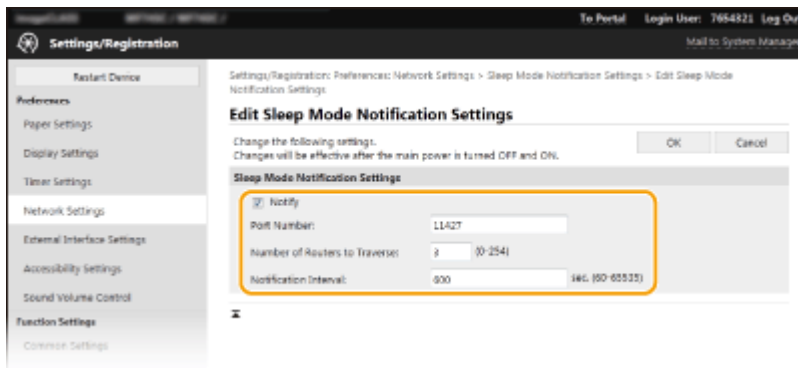 To Portal Login User: 7654321 Log Ou
Settings/Registration
Mail to System Manage
Restart Device
Preferences
Paper Settings
Display Settings
Timer Settings
Network Settings
External Interface Settings
Accessibility Settings
Sound Volume Control
Function Settings
Common Settings
Settings/Registration: Preferences: Network Settings > Sleep Mode Notification Settings > Edit Sleep Mode
Notification Settings
Edit Sleep Mode Notification Settings
Change the following settings.
Changes will be effective after the main power is turned OFF and ON.
OK Cancel
Sleep Mode Notification Settings
Notify
Port Number: 11427
Number of Routers to Traverse: 3 (0-254)
Notification Interval: 600 sec. (60-65535)